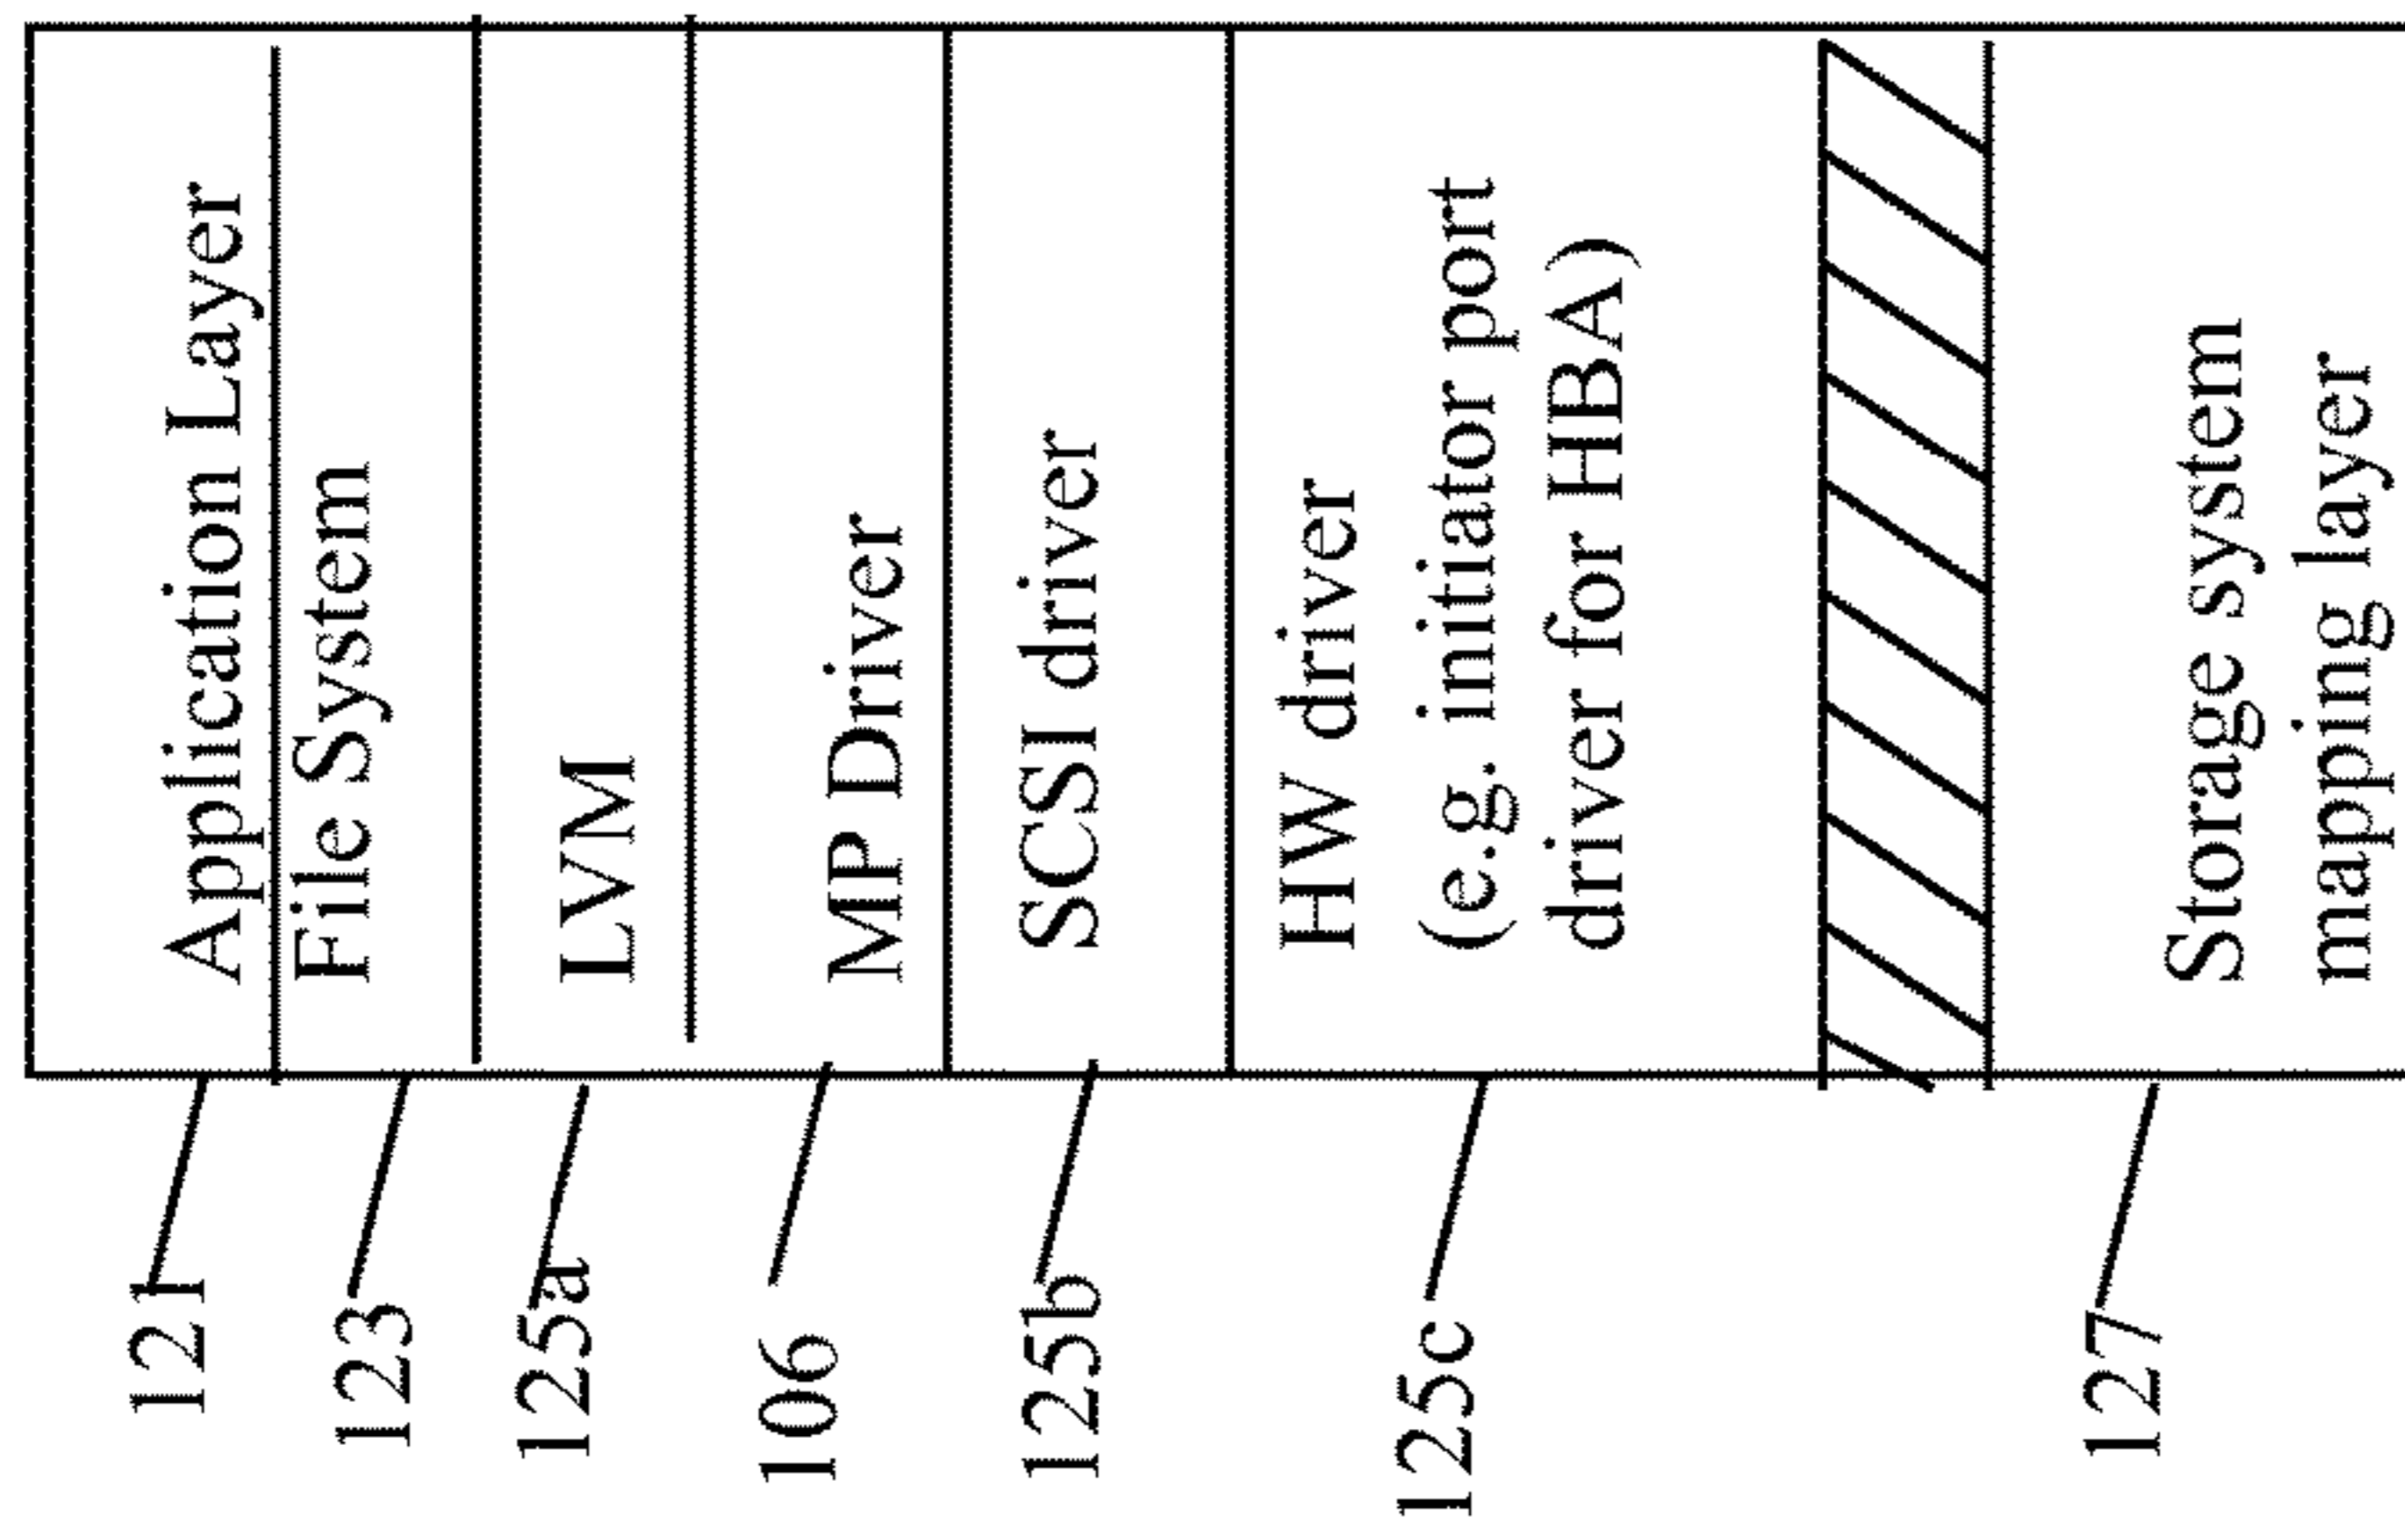 121
Application Layer
123
File System
125a
LVM
106
MP Driver
125b
SCSI driver
125c
HW driver
(e.g. initiator port
driver for HBA)
127
Storage system
mapping layer